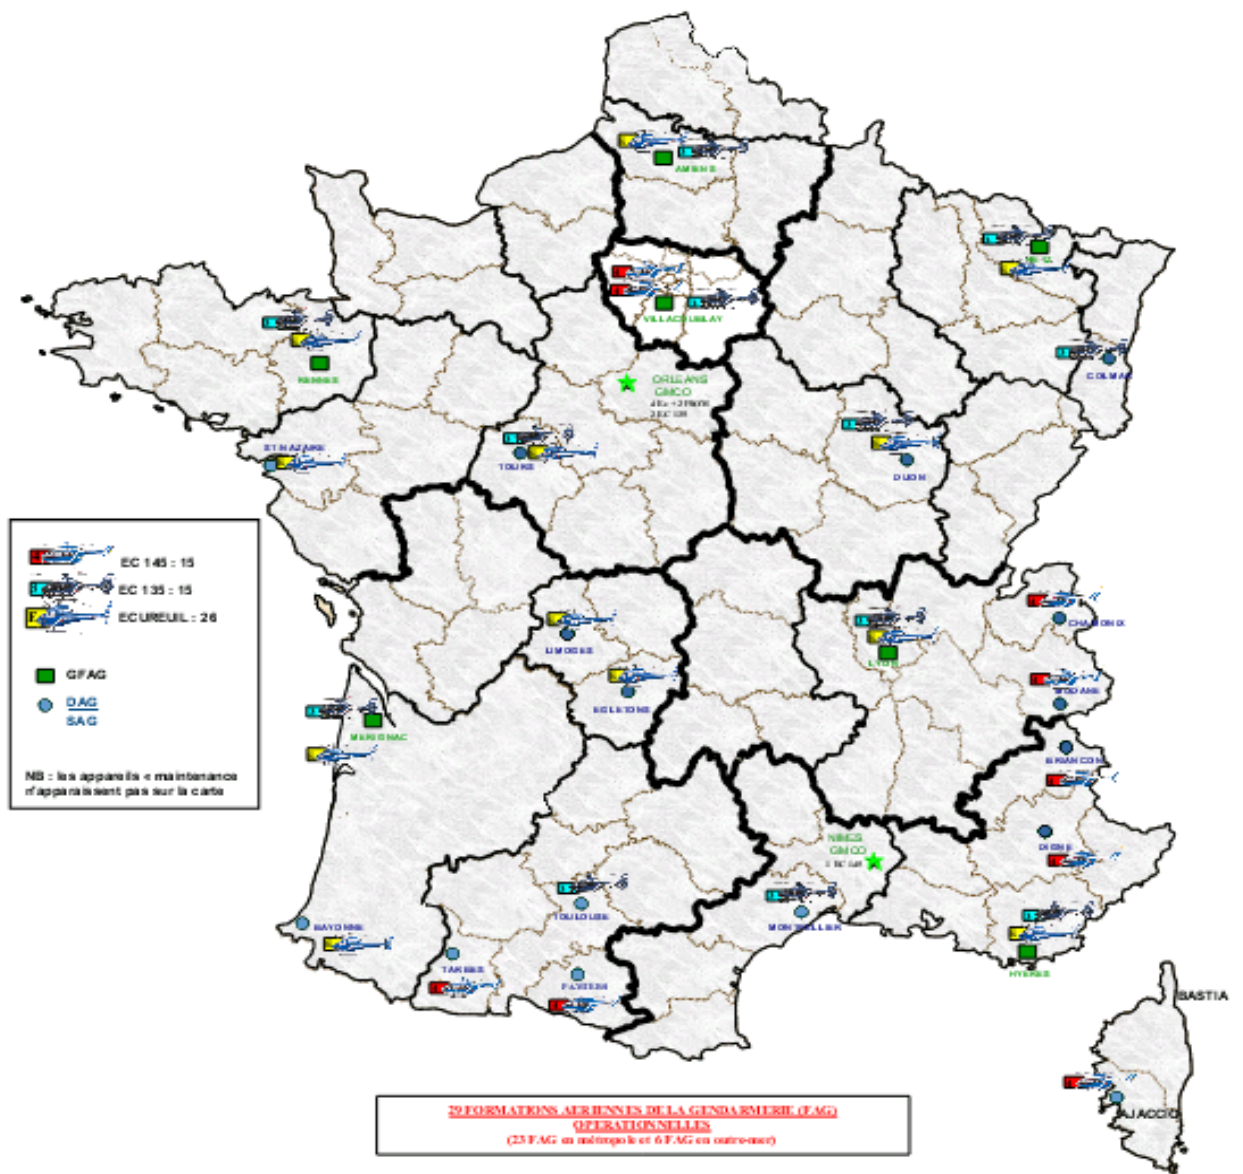 AMIENS
METZ
VILLACOUBLAY
RENNES
COLMAR
ORLEANS
GMCO
ST NAZAIRE
TOURS
DIJON
EC 145 : 15
EC 135 : 15
ECUREUIL : 26
GFAG
DAG
SAG
NB : les appareils « maintenance
n'apparaissent pas sur la carte
CHAMONIX
LIMOGES
LYON
MODANE
EGLETONS
MERIGNAC
BRIANCON
NIMES
GMCO
DIGNE
TOULOUSE
MONTPELLIER
BAYONNE
TARBES
PAMIERS
HYERES
BASTIA
AJACCIO
29 FORMATIONS AERIENNES DE LA GENDARMERIE (FAG)
OPERATIONNELLES
(23 FAG en métropole et 6 FAG en outre-mer)